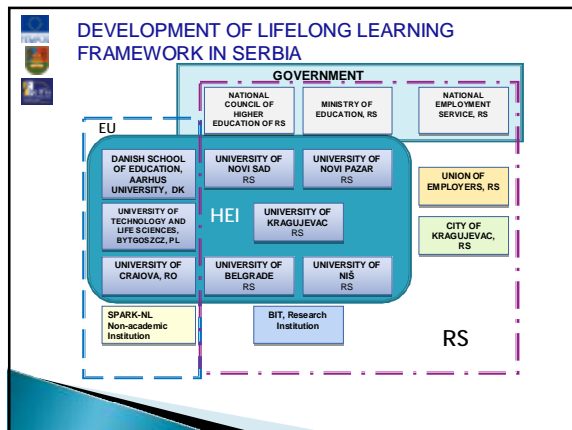 DEVELOPMENT OF LIFELONG LEARNING
FRAMEWORK IN SERBIA
GOVERNMENT
NATIONAL
COUNCIL OF
HIGHER
EDUCATION OF RS
MINISTRY OF
EDUCATION, RS
NATIONAL
EMPLOYMENT
SERVICE, RS
EU
DANISH SCHOOL
OF EDUCATION,
AARHUS
UNIVERSITY, DK
UNIVERSITY OF
NOVI SAD
RS
UNIVERSITY OF
NOVI PAZAR
RS
UNION OF
EMPLOYERS, RS
UNIVERSITY OF
TECHNOLOGY AND
LIFE SCIENCES,
BYTGOSZCZ, PL
HEI
UNIVERSITY OF
KRAGUJEVAC
RS
CITY OF
KRAGUJEVAC,
RS
UNIVERSITY OF
CRAIOVA, RO
UNIVERSITY OF
BELGRADE
RS
UNIVERSITY OF
NIŠ
RS
SPARK-NL
Non-academic
Institution
BIT, Research
Institution
RS